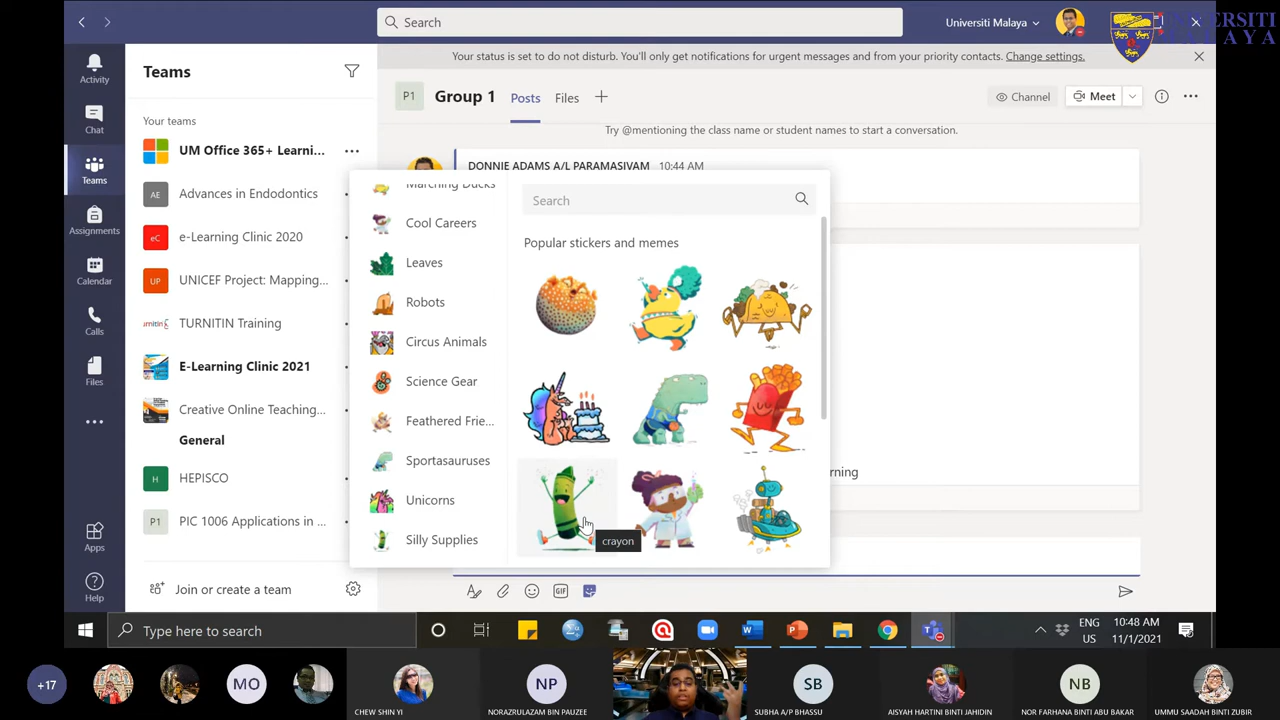 Search
Universiti Malaya
Your status is set to do not disturb. You'll only get notifications for urgent messages and from your priority contacts. Change settings.
Activity
Chat
Teams
Assignments
Calendar
Calls
Files
Apps
Help
Teams
Your teams
UM Office 365+ Learni...
AE Advances in Endodontics
eC e-Learning Clinic 2020
UP UNICEF Project: Mapping...
TURNITIN Training
E-Learning Clinic 2021
Creative Online Teaching...
General
HEPISCO
P1 PIC 1006 Applications in ...
Join or create a team
P1 Group 1 Posts Files
Channel Meet
Try @mentioning the class name or student names to start a conversation.
DONNIE ADAMS A/L PARAMASIVAM 10:44 AM
Marching Ducks
Cool Careers
Leaves
Robots
Circus Animals
Science Gear
Feathered Frie...
Sportasauruses
Unicorns
Silly Supplies
Search
Popular stickers and memes
crayon
GIF
Type here to search
ENG
US
10:48 AM
11/1/2021
+17
MO
CHEW SHIN YI
NP
NORAZRULAZAM BIN PAUZEE
SB
SUBHA A/P BHASSU
AISYAH HARTINI BINTI JAHIDIN
NB
NOR FARHANA BINTI ABU BAKAR
UMMU SAADAH BINTI ZUBIR